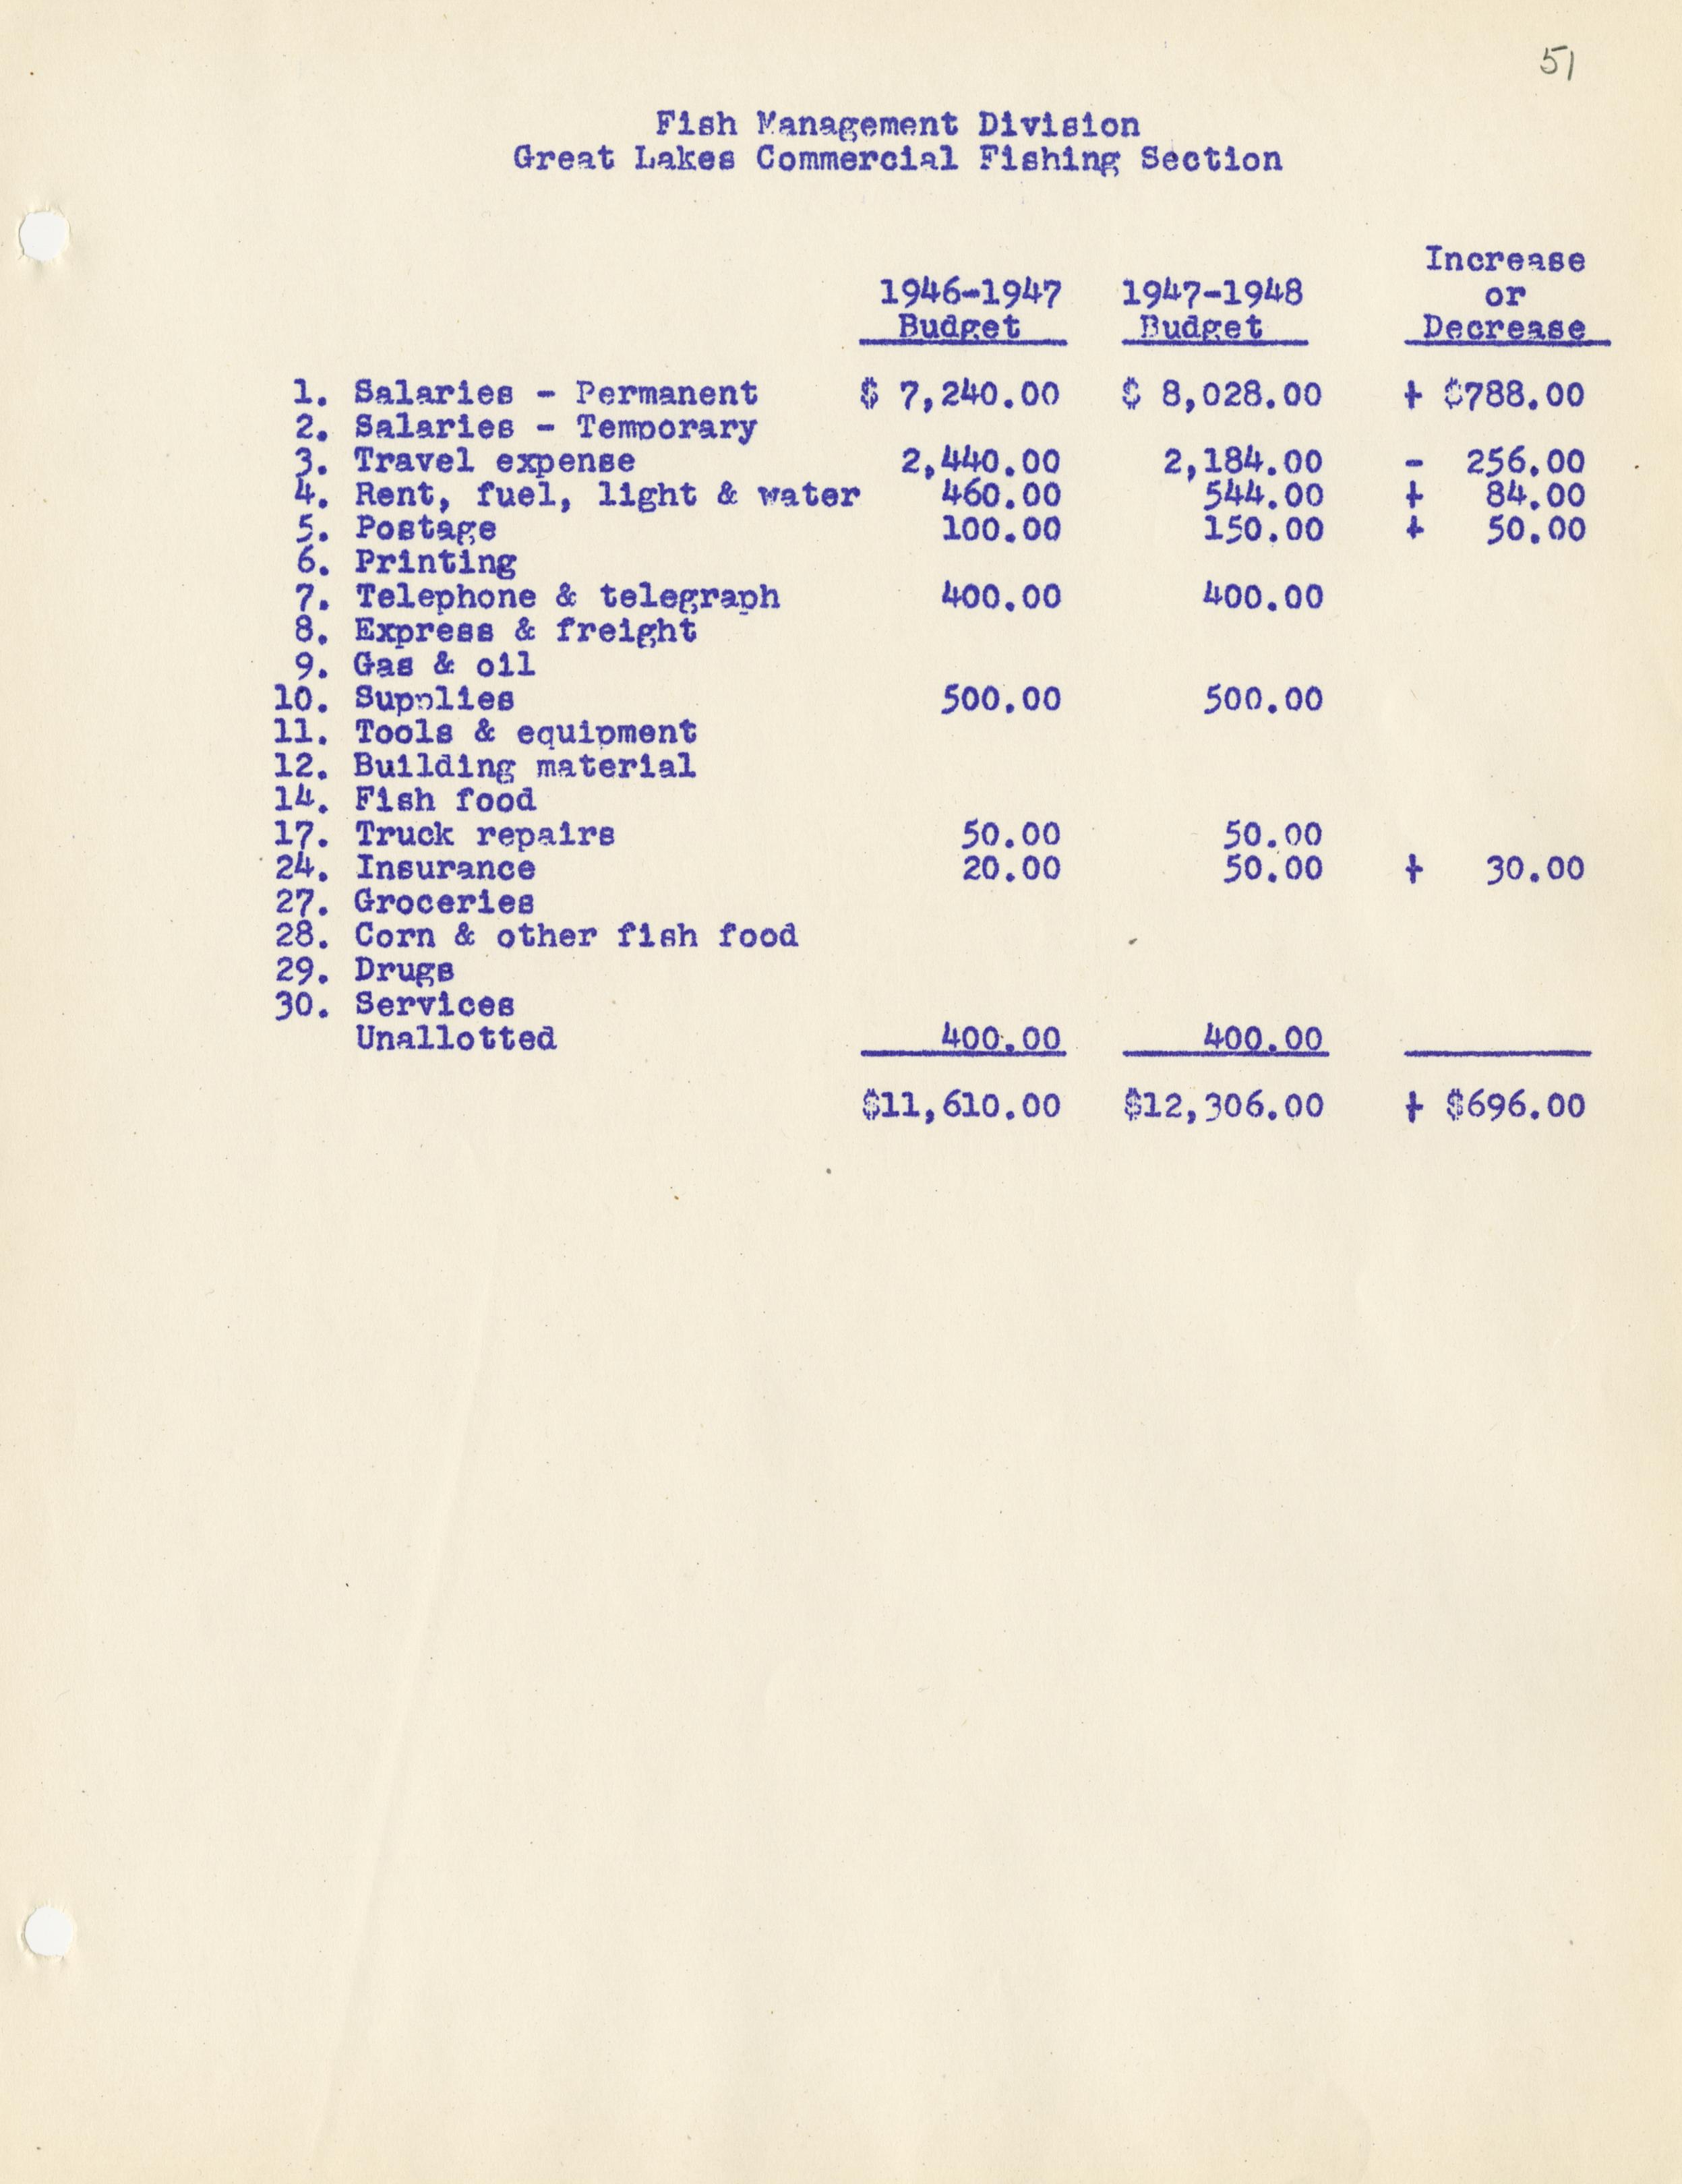 51
Fish Management Division
Great Lakes Commercial Fishing Section
Increase
1946-1947 1947-1948 or
Budget Budget Decrease
1. Salaries - Permanent $ 7,240.00 $ 8,028.00 + $788.00
2. Salaries - Temporary
3. Travel expense 2,440.00 2,184.00 - 256.00
4. Rent, fuel, light & water 460.00 544.00 + 84.00
5. Postage 100.00 150.00 + 50.00
6. Printing
7. Telephone & telegraph 400.00 400.00
8. Express & freight
9. Gas & oil
10. Supplies 500.00 500.00
11. Tools & equipment
12. Building material
14. Fish food
17. Truck repairs 50.00 50.00
24. Insurance 20.00 50.00 + 30.00
27. Groceries
28. Corn & other fish food
29. Drugs
30. Services
Unallotted 400.00 400.00
$11,610.00 $12,306.00 + $696.00